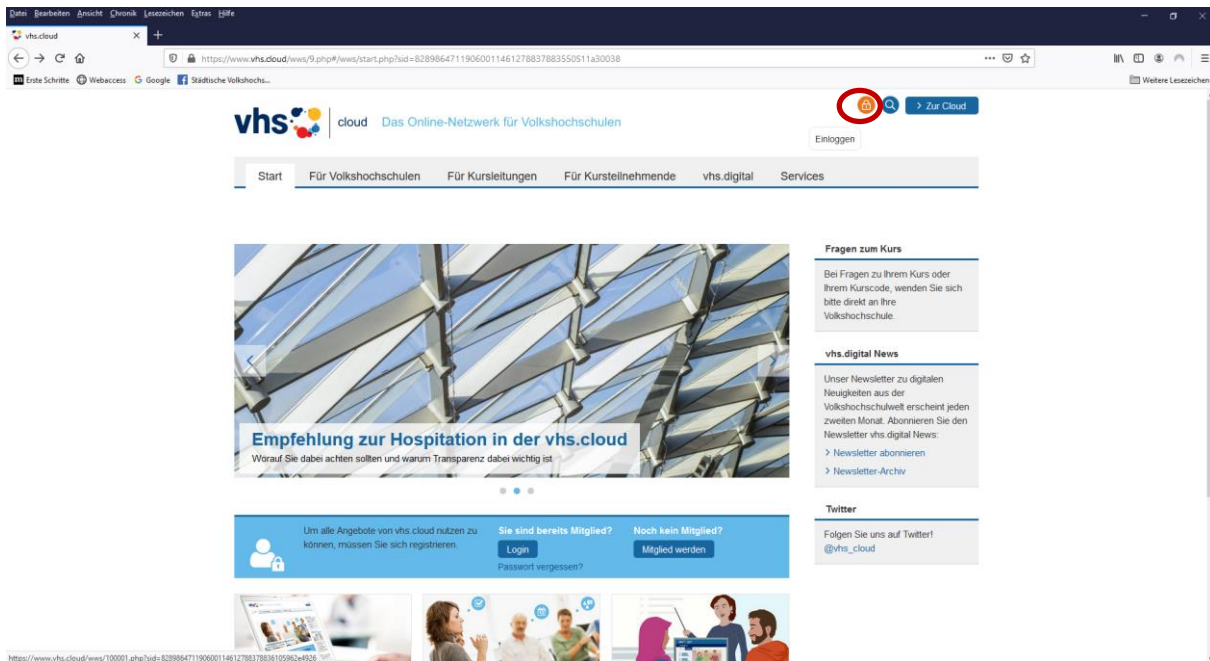 Datei Bearbeiten Ansicht Chronik Lesezeichen Extras Hilfe
vhs.cloud
https://www.vhs.cloud/wws/9.php#/wws/start.php?sid=82898647119060011461278837883550511a30038
Erste Schritte Webaccess Google Städtische Volkshochs...
Weitere Lesezeichen
vhs cloud Das Online-Netzwerk für Volkshochschulen
> Zur Cloud
Einloggen
Start Für Volkshochschulen Für Kursleitungen Für Kursteilnehmende vhs.digital Services
Empfehlung zur Hospitation in der vhs.cloud
Worauf Sie dabei achten sollten und warum Transparenz dabei wichtig ist
Um alle Angebote von vhs.cloud nutzen zu
können, müssen Sie sich registrieren.
Sie sind bereits Mitglied?
Login
Passwort vergessen?
Noch kein Mitglied?
Mitglied werden
Fragen zum Kurs
Bei Fragen zu Ihrem Kurs oder
Ihrem Kurscode, wenden Sie sich
bitte direkt an Ihre
Volkshochschule.
vhs.digital News
Unser Newsletter zu digitalen
Neuigkeiten aus der
Volkshochschulwelt erscheint jeden
zweiten Monat. Abonnieren Sie den
Newsletter vhs.digital News:
> Newsletter abonnieren
> Newsletter-Archiv
Twitter
Folgen Sie uns auf Twitter!
@vhs_cloud